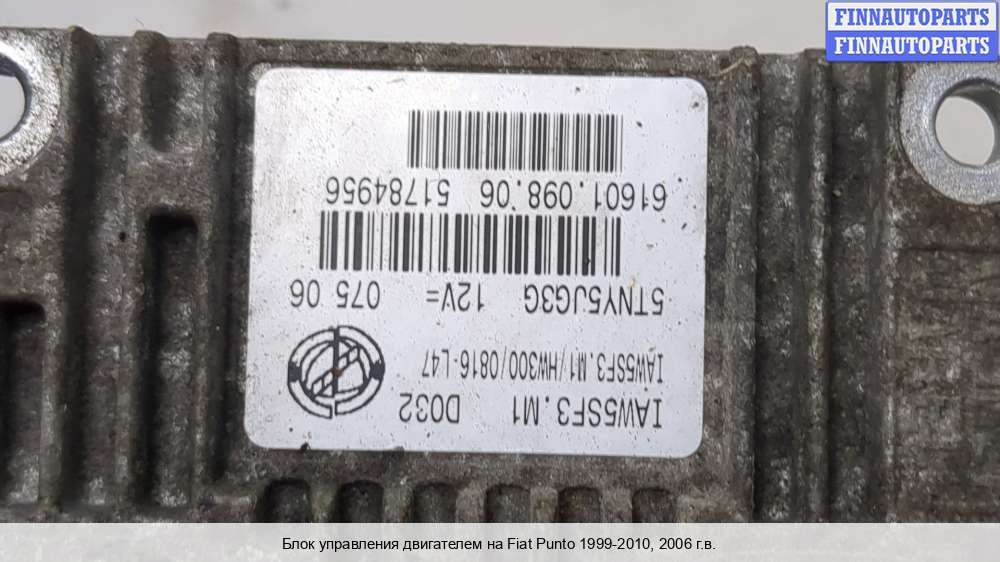 FINNAUTOPARTS
FINNAUTOPARTS
IAW5SF3.M1 D032
IAW5SF3.M1/HW300/0816-L47
5TNY5JG3G 12V= 075 06
61601.098.06 51784956
Блок управления двигателем на Fiat Punto 1999-2010, 2006 г.в.